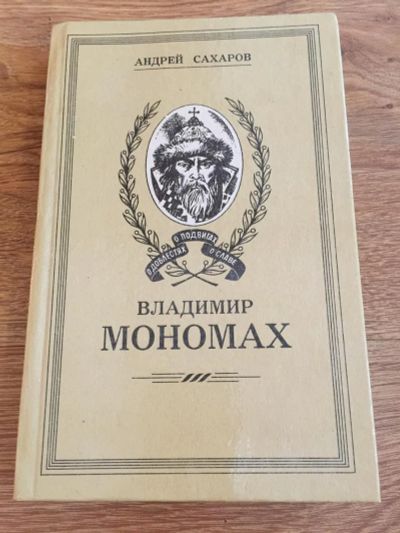 АНДРЕЙ САХАРОВ
О ДОБЛЕСТЯХ
О ПОДВИГАХ
О СЛАВЕ
ВЛАДИМИР
МОНОМАХ